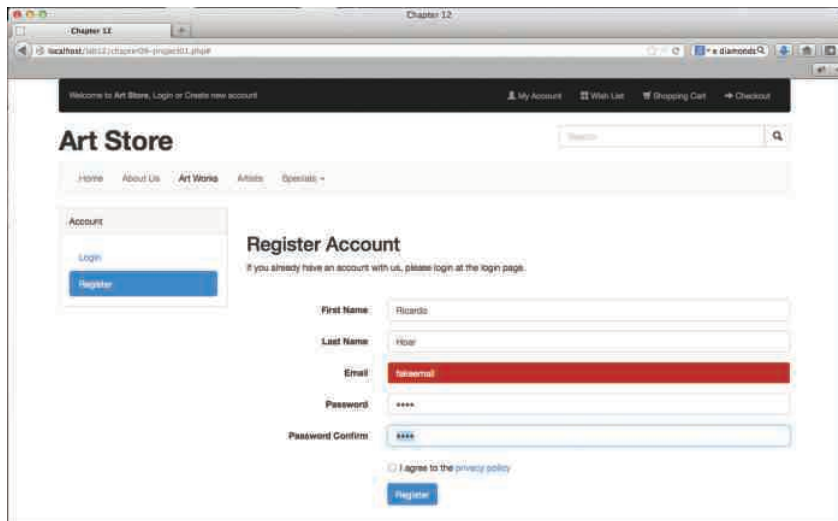 Chapter 12
Chapter 12
localhost/lab12/chapter09-project01.php#
e diamonds
Welcome to Art Store, Login or Create new account
My Account
Wish List
Shopping Cart
Checkout
Art Store
Search
Home
About Us
Art Works
Artists
Specials
Account
Login
Register
Register Account
If you already have an account with us, please login at the login page.
First Name
Ricardo
Last Name
Hoar
Email
fakeemail
Password
••••
Password Confirm
••••
I agree to the privacy policy
Register